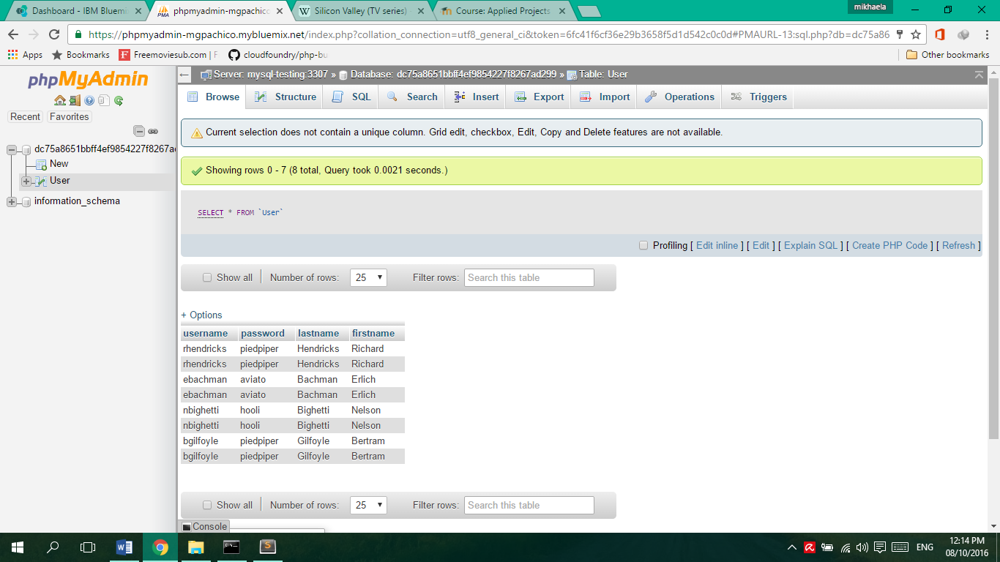 mikhaela
Dashboard - IBM Bluemi
phpmyadmin-mgpachico
Silicon Valley (TV series)
Course: Applied Projects
https://phpmyadmin-mgpachico.mybluemix.net/index.php?collation_connection=utf8_general_ci&token=6fc41f6cf36e29b3658f5d1d542c0c0d#PMAURL-13:sql.php?db=dc75a86
Apps Bookmarks Freemoviesub.com | F cloudfoundry/php-bu Other bookmarks
phpMyAdmin
Recent Favorites
dc75a8651bbff4ef9854227f8267a
New
User
information_schema
Server: mysql-testing:3307 » Database: dc75a8651bbff4ef9854227f8267ad299 » Table: User
Browse Structure SQL Search Insert Export Import Operations Triggers
Current selection does not contain a unique column. Grid edit, checkbox, Edit, Copy and Delete features are not available.
Showing rows 0 - 7 (8 total, Query took 0.0021 seconds.)
SELECT * FROM `User`
Profiling [ Edit inline ] [ Edit ] [ Explain SQL ] [ Create PHP Code ] [ Refresh ]
Show all | Number of rows: 25 Filter rows: Search this table
+ Options
username password lastname firstname
rhendricks piedpiper Hendricks Richard
rhendricks piedpiper Hendricks Richard
ebachman aviato Bachman Erlich
ebachman aviato Bachman Erlich
nbighetti hooli Bighetti Nelson
nbighetti hooli Bighetti Nelson
bgilfoyle piedpiper Gilfoyle Bertram
bgilfoyle piedpiper Gilfoyle Bertram
Show all | Number of rows: 25 Filter rows: Search this table
Console
ENG
12:14 PM
08/10/2016